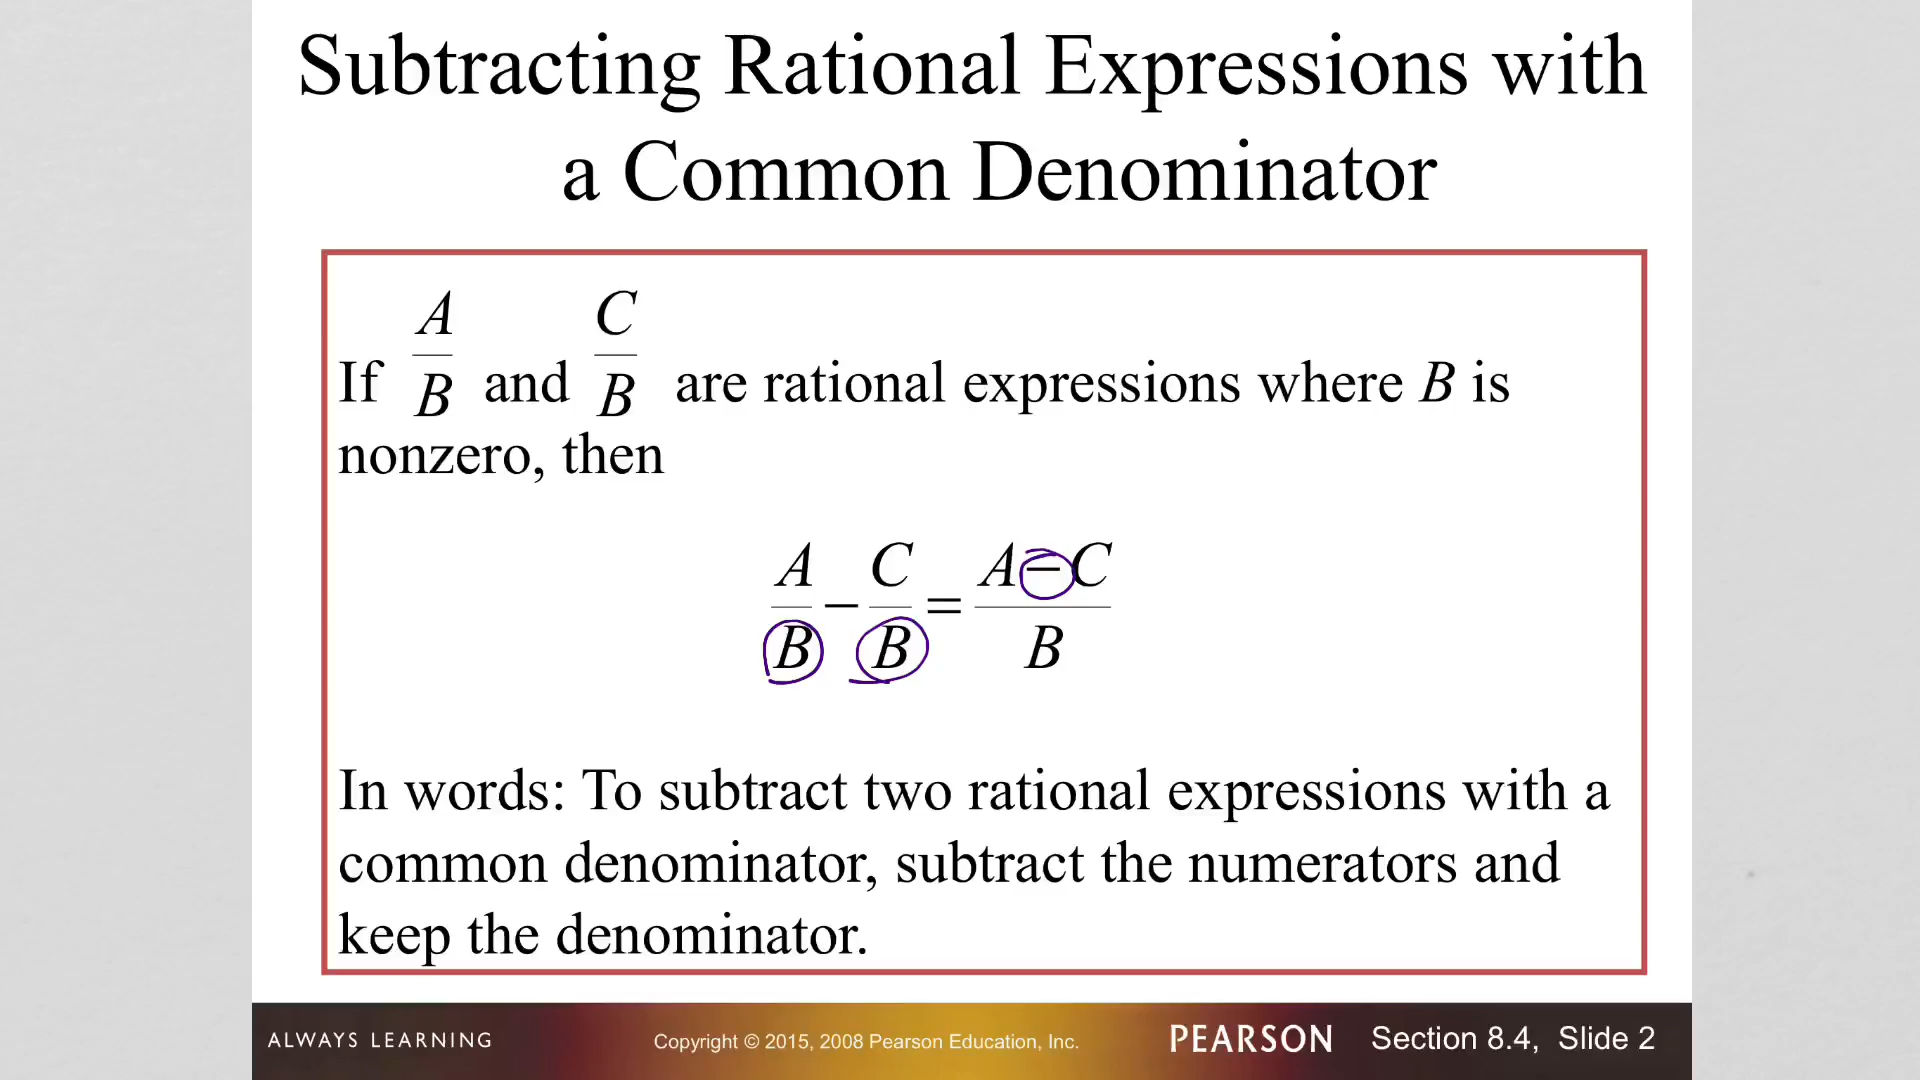 Subtracting Rational Expressions with
a Common Denominator
If A/B and C/B are rational expressions where B is
nonzero, then
A/B − C/B = A − C/B
In words: To subtract two rational expressions with a
common denominator, subtract the numerators and
keep the denominator.
ALWAYS LEARNING
Copyright © 2015, 2008 Pearson Education, Inc.
PEARSON
Section 8.4, Slide 2